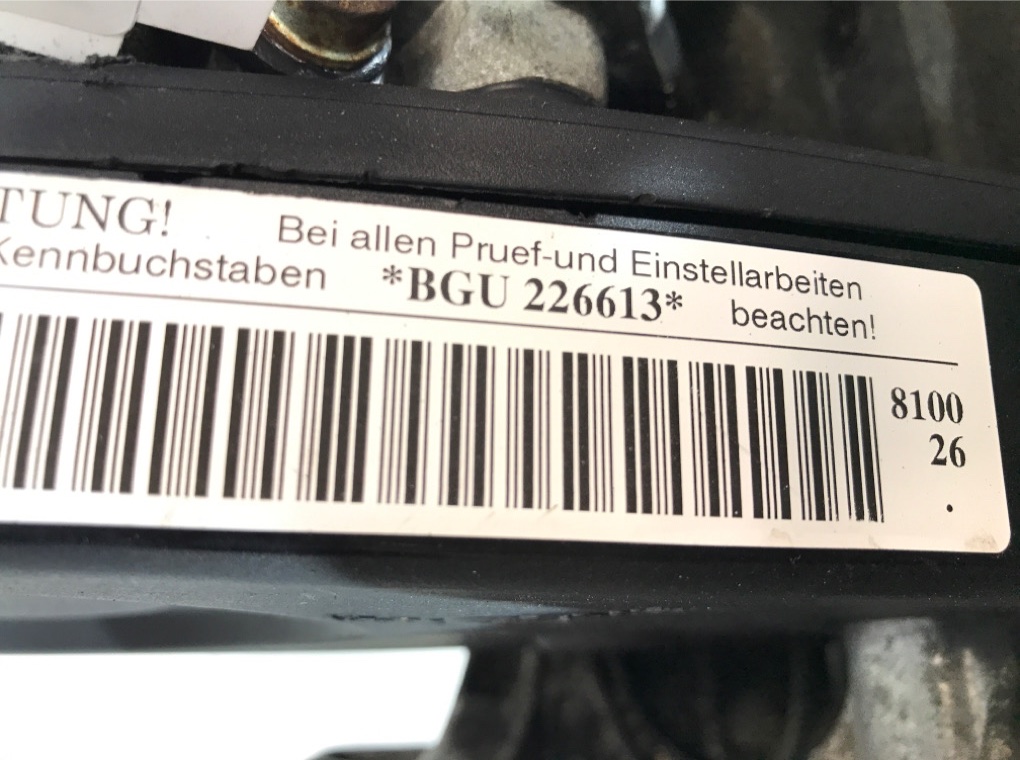 TUNG! Bei allen Pruef-und Einstellarbeiten
Kennbuchstaben *BGU 226613* beachten!
8100
26
.